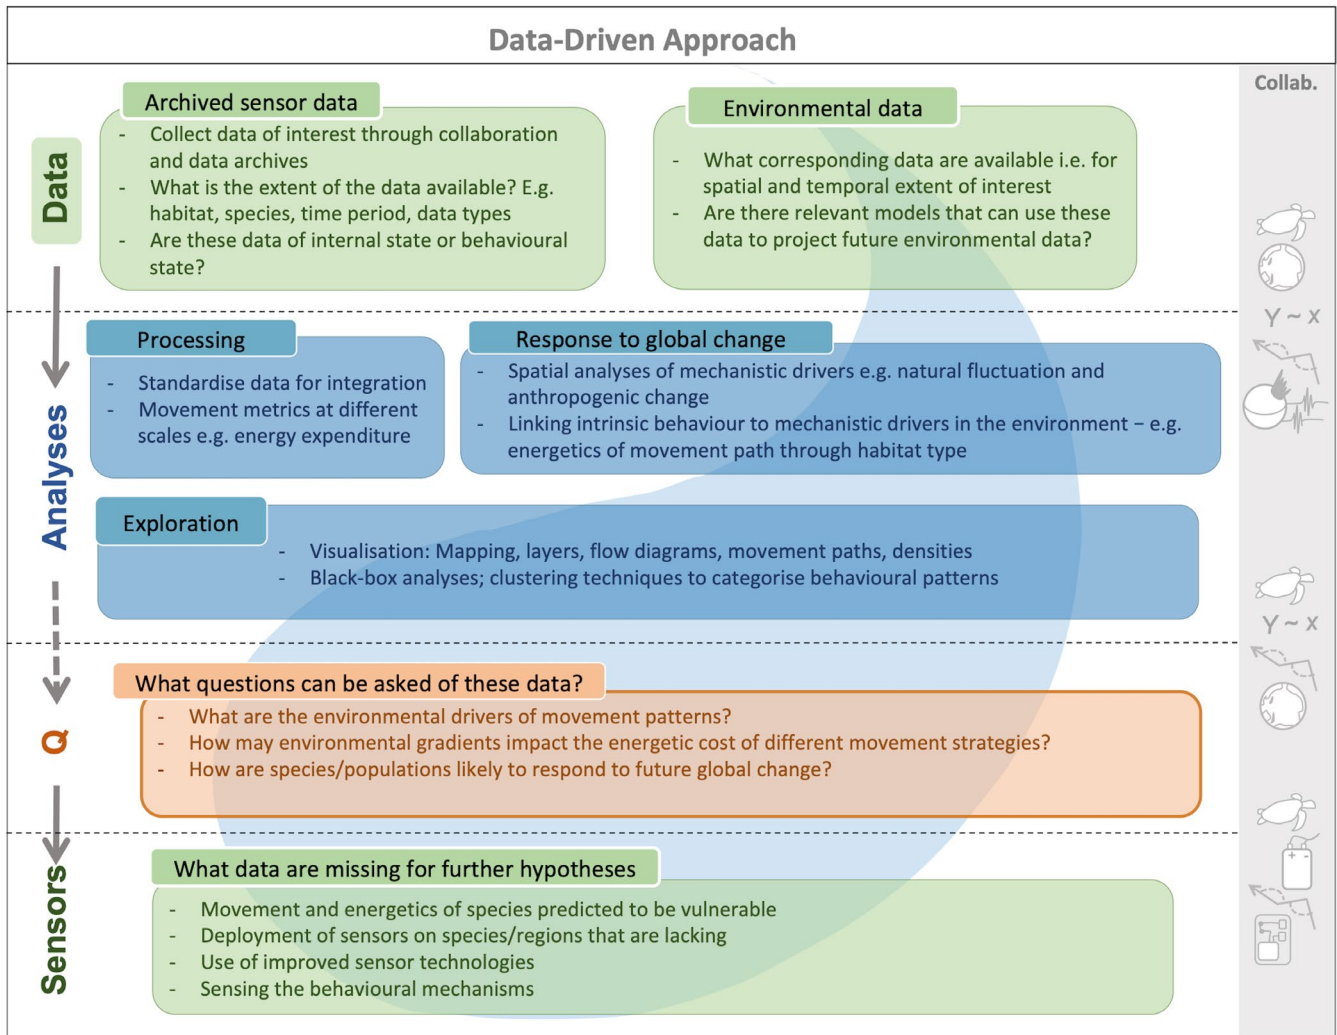 Data-Driven Approach
Collab.
Data
Archived sensor data
- Collect data of interest through collaboration
and data archives
- What is the extent of the data available? E.g.
habitat, species, time period, data types
- Are these data of internal state or behavioural
state?
Environmental data
- What corresponding data are available i.e. for
spatial and temporal extent of interest
- Are there relevant models that can use these
data to project future environmental data?
Analyses
Processing
- Standardise data for integration
- Movement metrics at different
scales e.g. energy expenditure
Response to global change
- Spatial analyses of mechanistic drivers e.g. natural fluctuation and
anthropogenic change
- Linking intrinsic behaviour to mechanistic drivers in the environment – e.g.
energetics of movement path through habitat type
Y ~ x
Exploration
- Visualisation: Mapping, layers, flow diagrams, movement paths, densities
- Black-box analyses; clustering techniques to categorise behavioural patterns
Y ~ x
Q
What questions can be asked of these data?
- What are the environmental drivers of movement patterns?
- How may environmental gradients impact the energetic cost of different movement strategies?
- How are species/populations likely to respond to future global change?
Sensors
What data are missing for further hypotheses
- Movement and energetics of species predicted to be vulnerable
- Deployment of sensors on species/regions that are lacking
- Use of improved sensor technologies
- Sensing the behavioural mechanisms
+ -